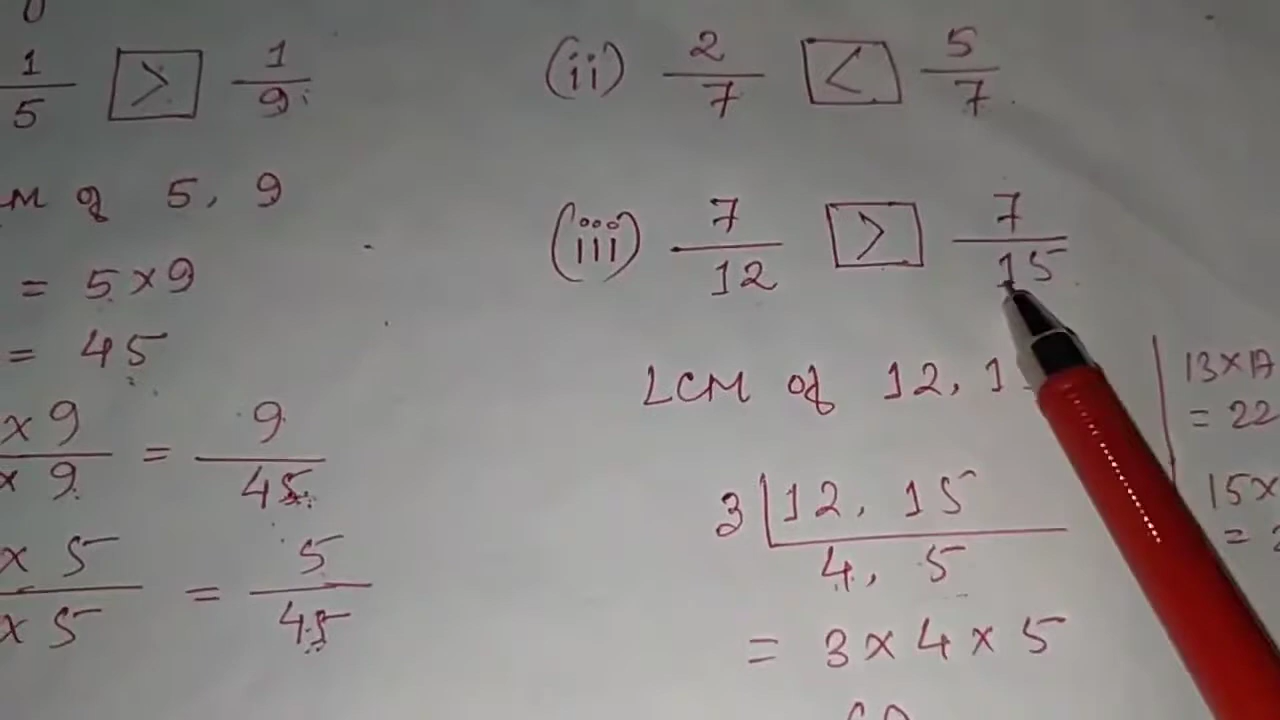 1/5 > 1/9
LCM of 5, 9
= 5 × 9
= 45
× 9 / × 9 = 9/45
× 5 / × 5 = 5/45
(ii) 2/7 < 5/7
(iii) 7/12 > 7/15
LCM of 12, 1
3 | 12, 15
4, 5
= 3 × 4 × 5
13 × 17
= 22
15 ×
=